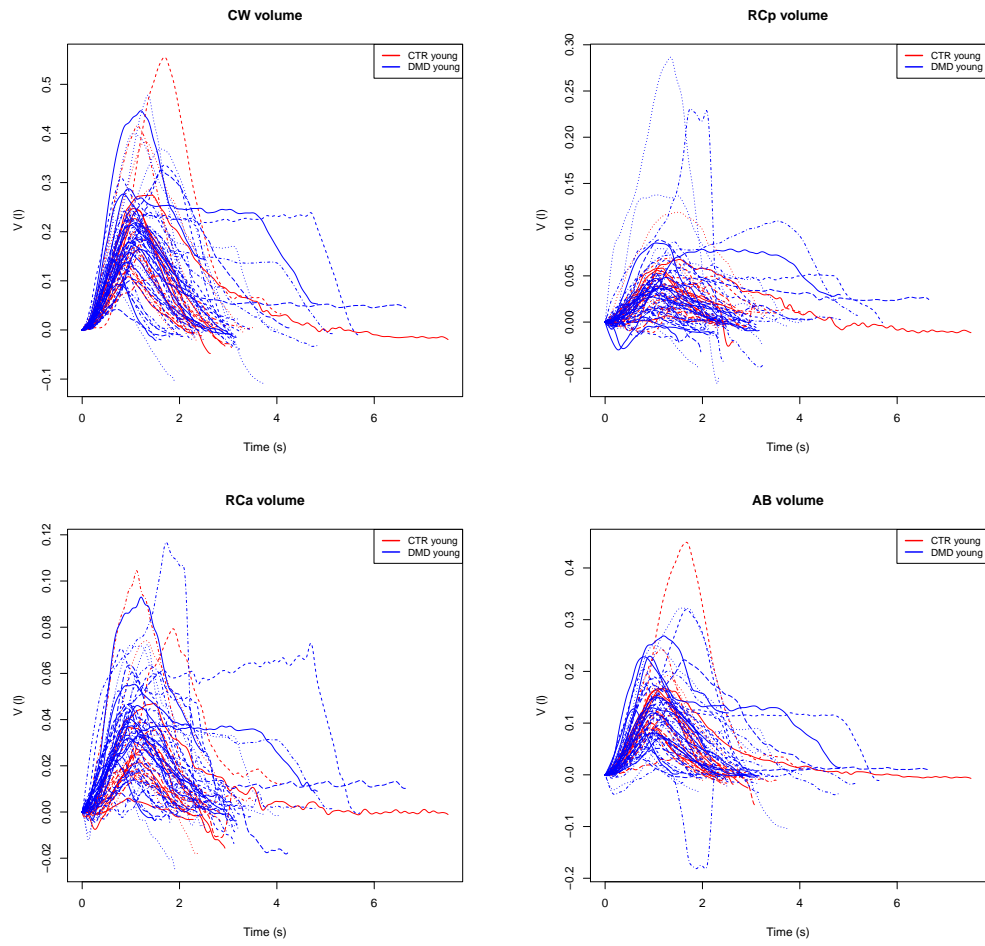 CW volume
V (l)
0.5
0.4
0.3
0.2
0.1
0.0
−0.1
0 2 4 6
Time (s)
CTR young
DMD young
RCp volume
V (l)
0.30
0.25
0.20
0.15
0.10
0.05
0.00
−0.05
0 2 4 6
Time (s)
CTR young
DMD young
RCa volume
V (l)
0.12
0.10
0.08
0.06
0.04
0.02
0.00
−0.02
0 2 4 6
Time (s)
CTR young
DMD young
AB volume
V (l)
0.4
0.3
0.2
0.1
0.0
−0.1
−0.2
0 2 4 6
Time (s)
CTR young
DMD young